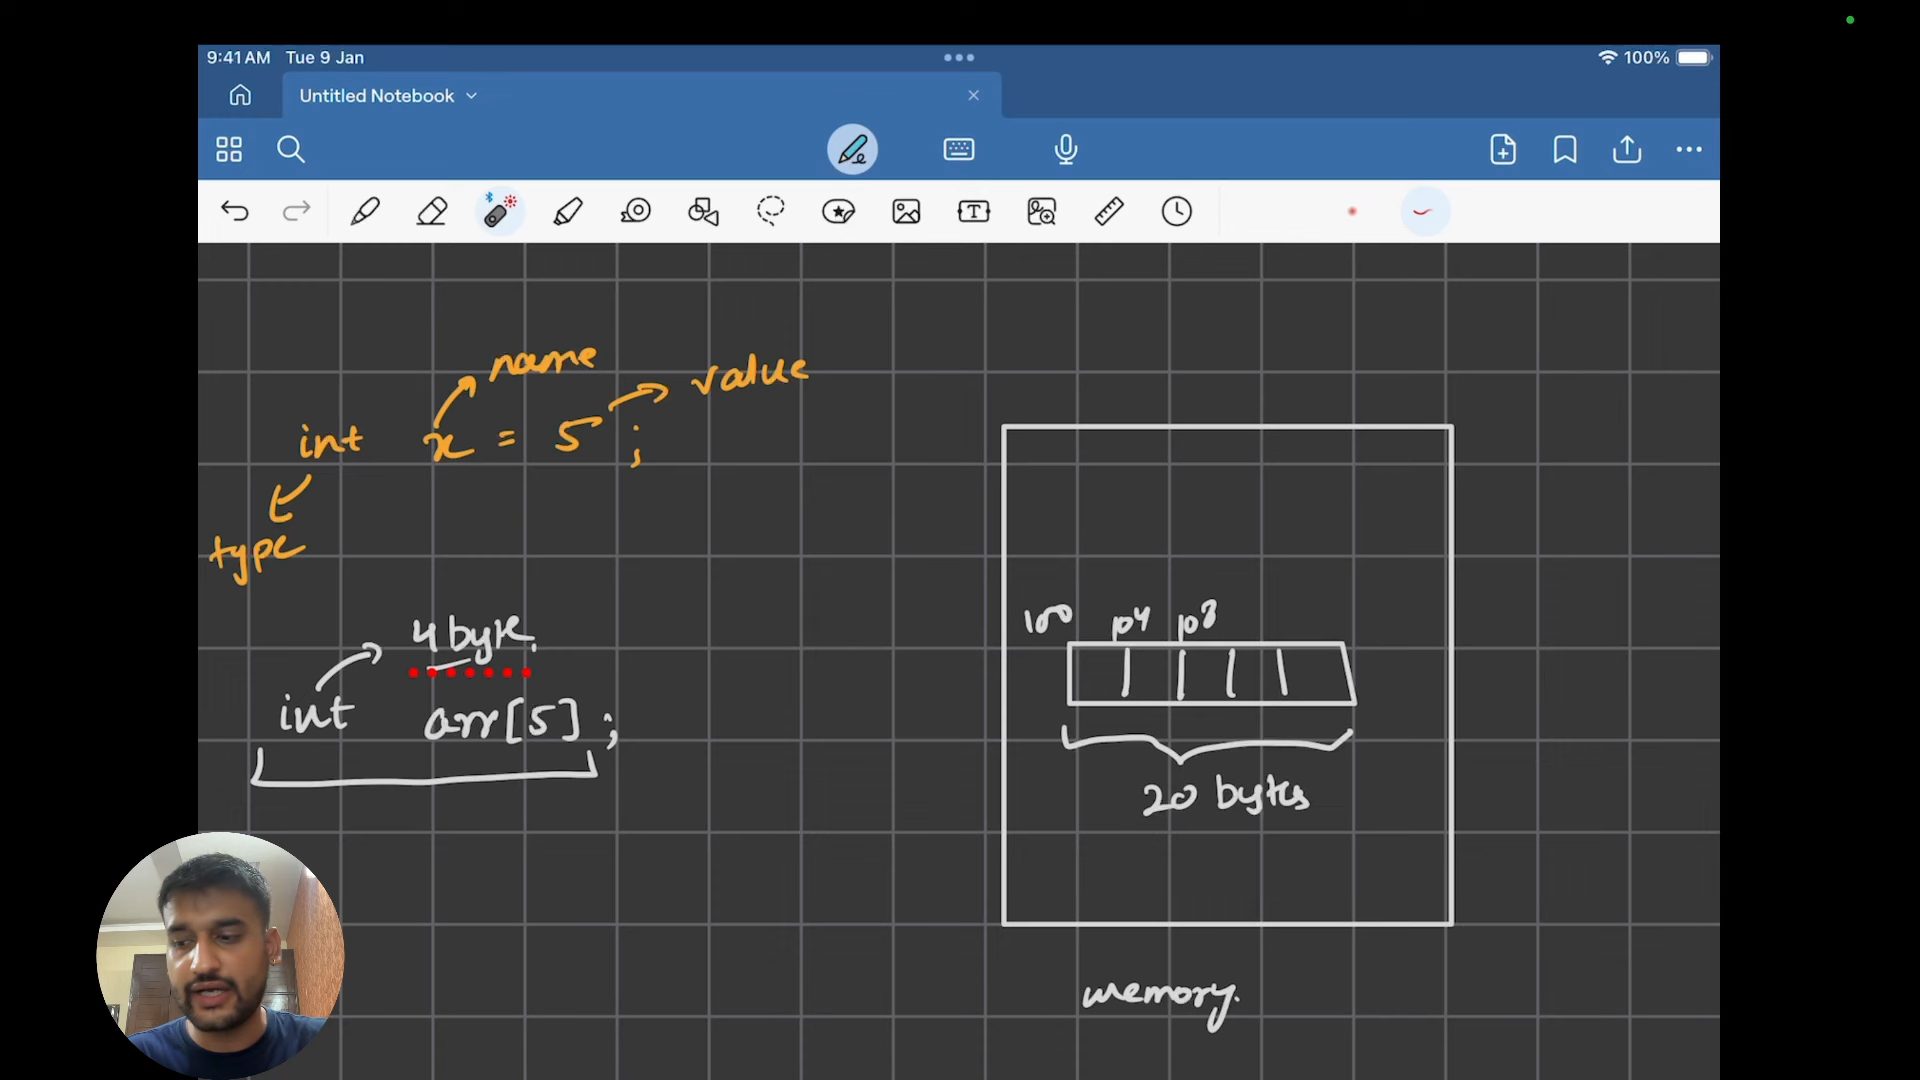 9:41 AM Tue 9 Jan
100%
Untitled Notebook
name
value
int x = 5 ;
type
4 byte.
int arr[5] ;
100 104 108
20 bytes
memory.